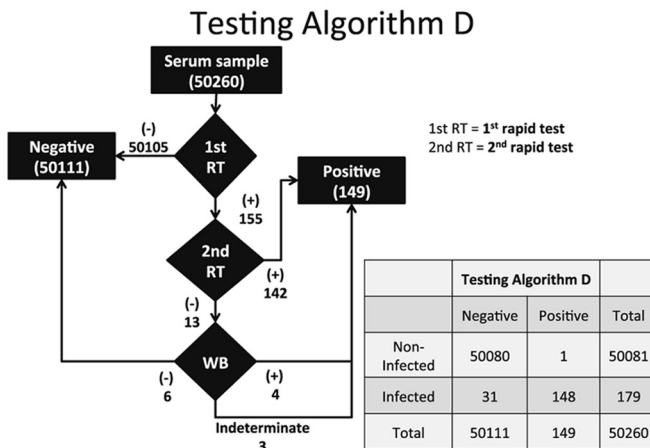 Testing Algorithm D
Serum sample
(50260)
(-)
50105
Negative
(50111)
1st
RT
1st RT = 1st rapid test
2nd RT = 2nd rapid test
Positive
(149)
(+)
155
2nd
RT
(+)
142
(-)
13
WB
(-)
6
(+)
4
Indeterminate
3
Testing Algorithm D
Negative Positive Total
Non-
Infected 50080 1 50081
Infected 31 148 179
Total 50111 149 50260